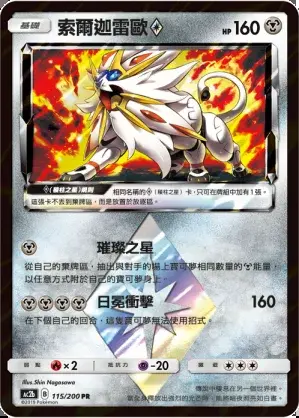 基礎 索爾迦雷歐◇ HP 160
◇(稜柱之星)規則 相同名稱的◇(稜柱之星)卡，只可在牌組中加有1張。
這張卡不丟到棄牌區，而是放置於放逐區。
璀璨之星
從自己的棄牌區，抽出與對手的場上寶可夢相同數量的能量，
以任意方式附於自己的寶可夢身上。
日冕衝擊 160
在下個自己的回合，這隻寶可夢無法使用招式。
弱點 ×2 抵抗力 -20 撤退
Illus.Shin Nagasawa
AC2b D 115/200 PR
©2019 Pokémon